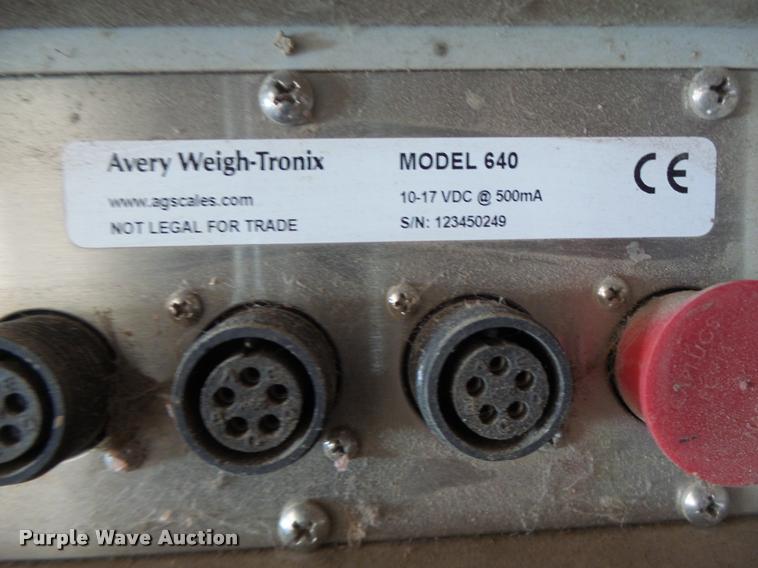 Avery Weigh-Tronix
www.agscales.com
NOT LEGAL FOR TRADE
MODEL 640
10-17 VDC @ 500mA
S/N: 123450249
CE
Purple Wave Auction